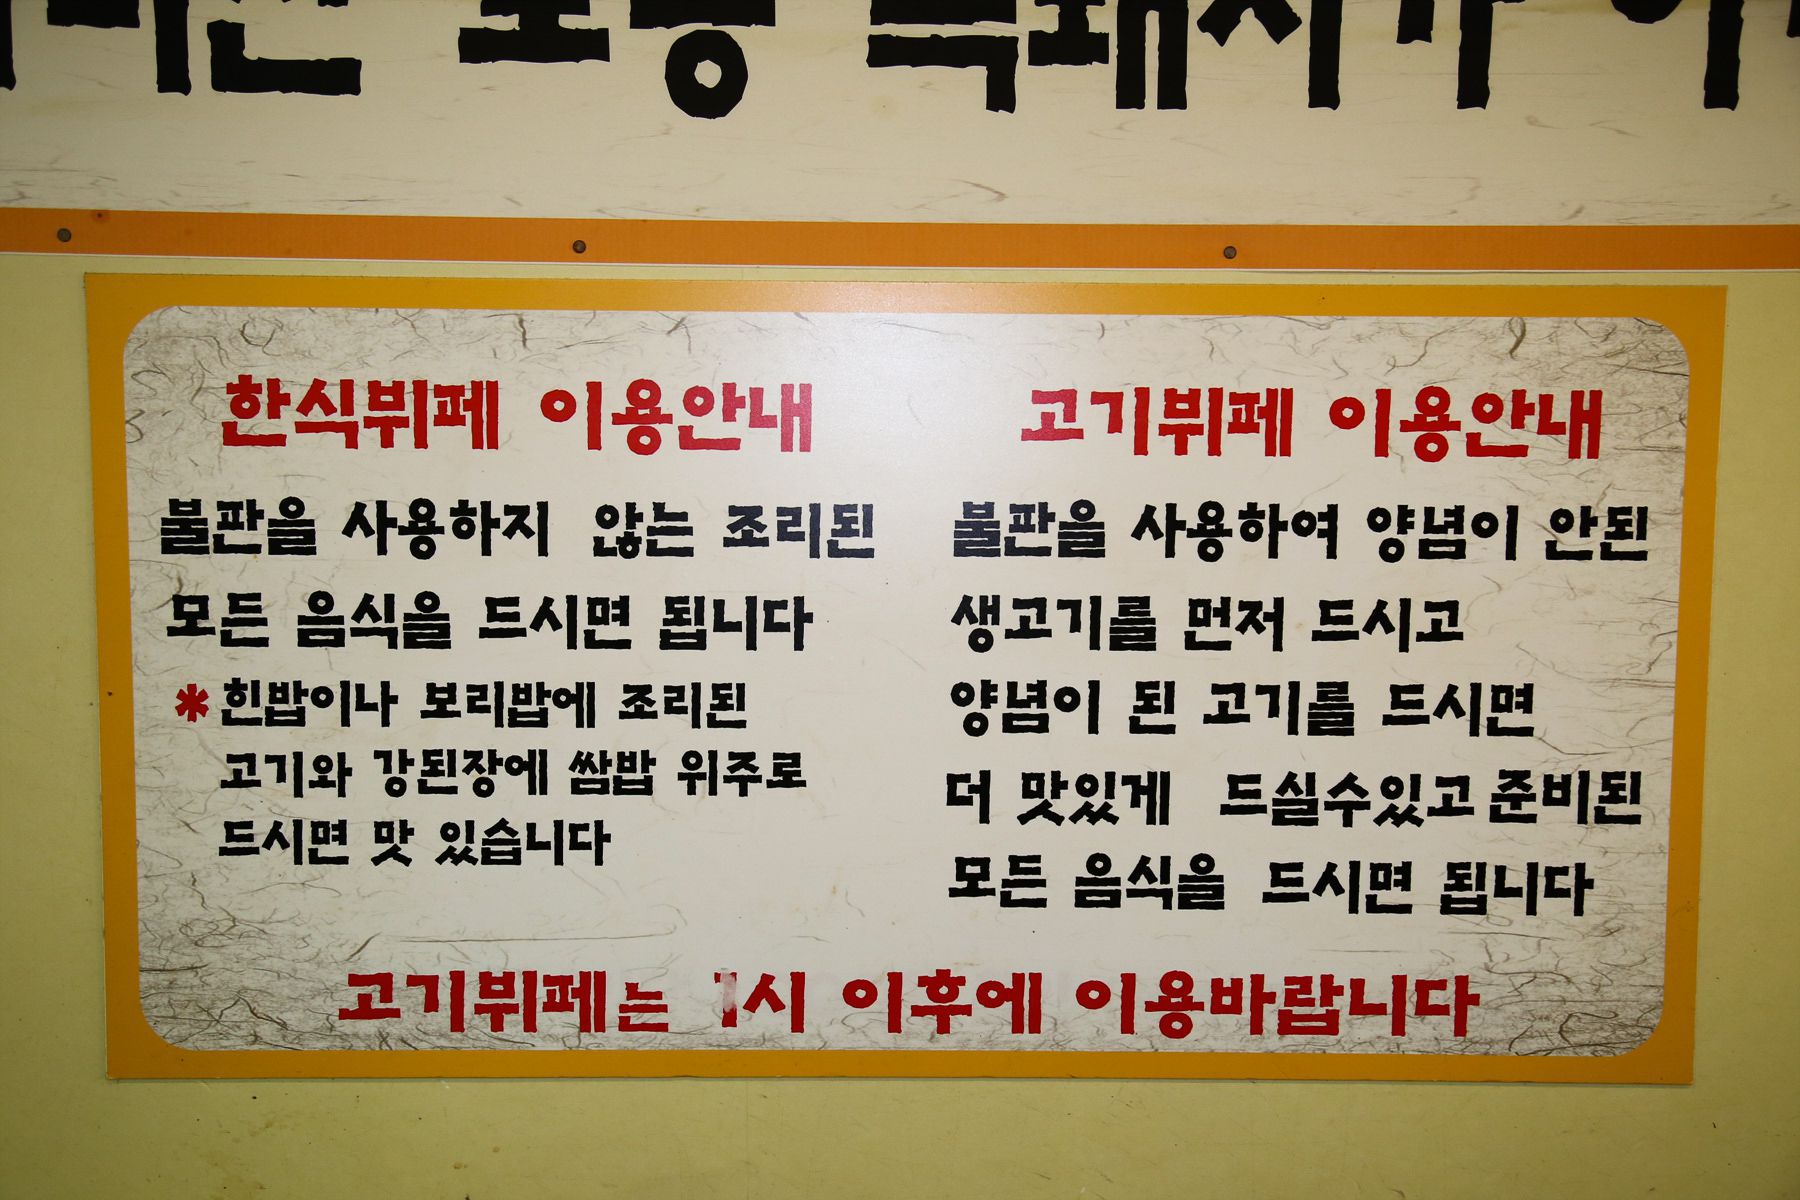 한식뷔페 이용안내
불판을 사용하지 않는 조리된
모든 음식을 드시면 됩니다
*힌밥이나 보리밥에 조리된
고기와 강된장에 쌈밥 위주로
드시면 맛 있습니다
고기뷔페 이용안내
불판을 사용하여 양념이 안된
생고기를 먼저 드시고
양념이 된 고기를 드시면
더 맛있게 드실수있고 준비된
모든 음식을 드시면 됩니다
고기뷔페는 1시 이후에 이용바랍니다